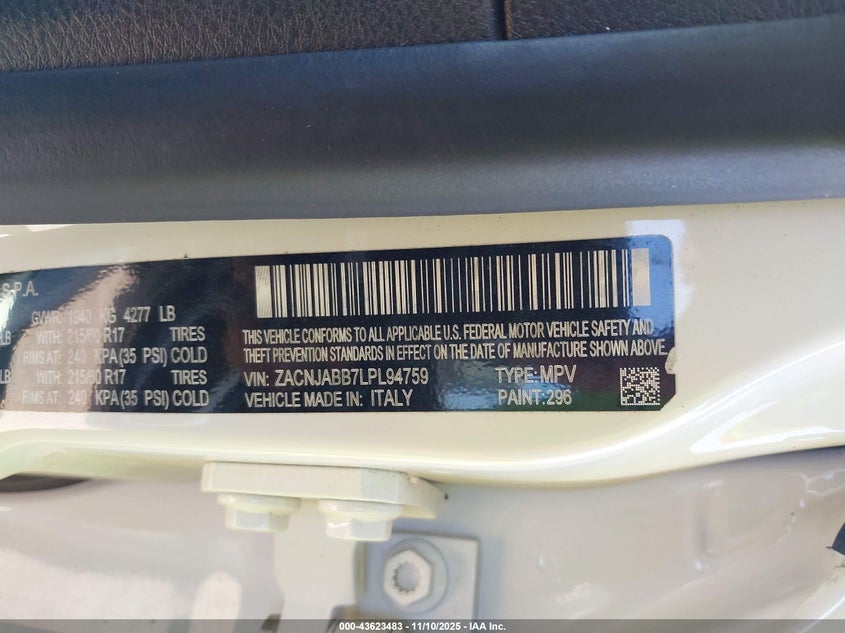 S.P.A.
GVWR: 1940 KG 4277 LB
LB WITH: 215/60 R17 TIRES
RIMS AT: 240 KPA(35 PSI) COLD
LB WITH: 215/60 R17 TIRES
RIMS AT: 240 KPA(35 PSI) COLD
THIS VEHICLE CONFORMS TO ALL APPLICABLE U.S. FEDERAL MOTOR VEHICLE SAFETY AND
THEFT PREVENTION STANDARDS IN EFFECT ON THE DATE OF MANUFACTURE SHOWN ABOVE.
VIN: ZACNJABB7LPL94759 TYPE: MPV
VEHICLE MADE IN: ITALY PAINT: 296
000-43623483 - 11/10/2025 - IAA Inc.